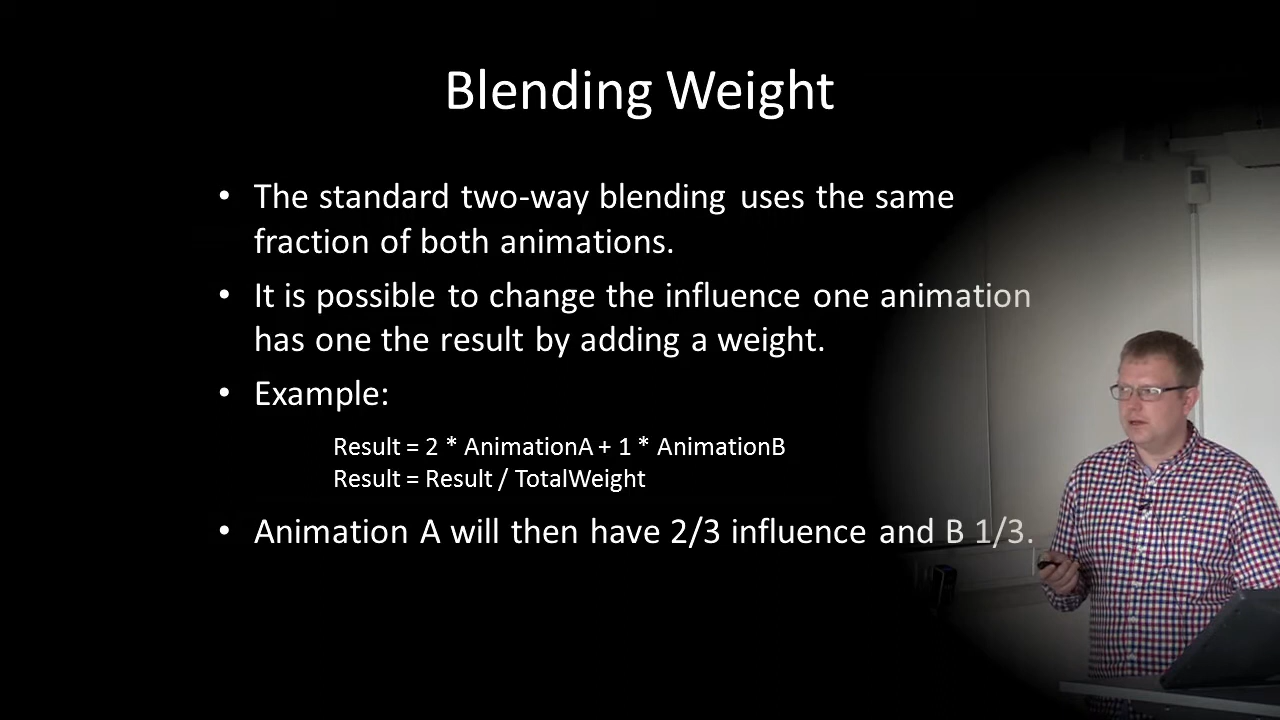 Blending Weight
• The standard two-way blending uses the same
fraction of both animations.
• It is possible to change the influence one animation
has one the result by adding a weight.
• Example:
Result = 2 * AnimationA + 1 * AnimationB
Result = Result / TotalWeight
• Animation A will then have 2/3 influence and B 1/3.